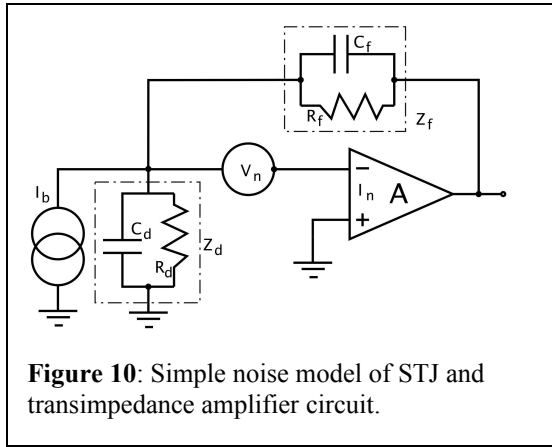 C_f
R_f
Z_f
V_n
−
I_n
A
+
I_b
C_d
R_d
Z_d
Figure 10: Simple noise model of STJ and
transimpedance amplifier circuit.